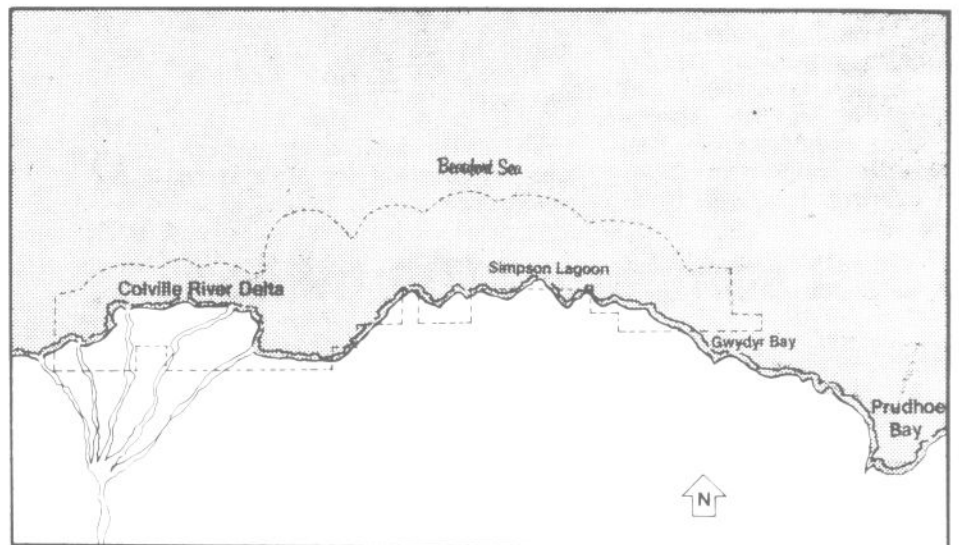 Beaufort Sea
Simpson Lagoon
Colville River Delta
Gwydyr Bay
Prudhoe
Bay
N